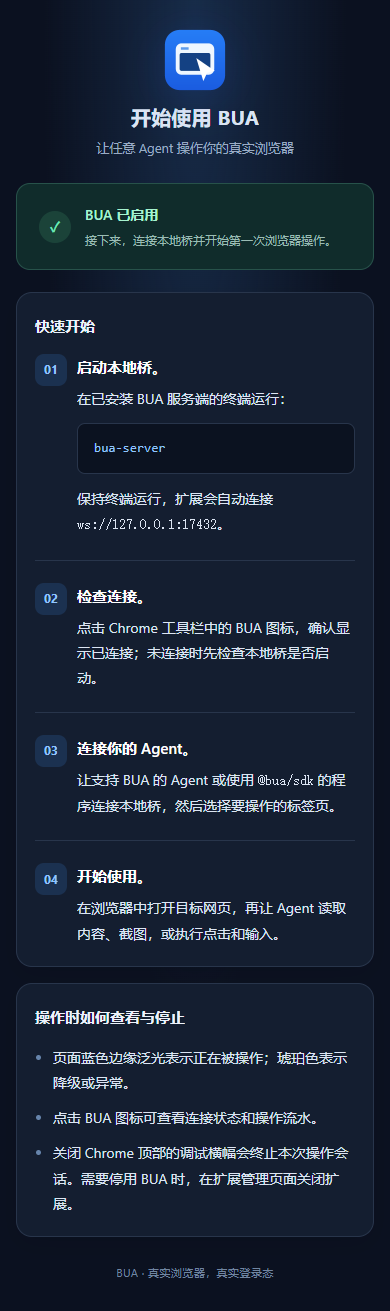 开始使用 BUA
让任意 Agent 操作你的真实浏览器
✓
BUA 已启用
接下来，连接本地桥并开始第一次浏览器操作。
快速开始
01
启动本地桥。
在已安装 BUA 服务端的终端运行：
bua-server
保持终端运行，扩展会自动连接
ws://127.0.0.1:17432。
02
检查连接。
点击 Chrome 工具栏中的 BUA 图标，确认显
示已连接；未连接时先检查本地桥是否启
动。
03
连接你的 Agent。
让支持 BUA 的 Agent 或使用 @bua/sdk 的程
序连接本地桥，然后选择要操作的标签页。
04
开始使用。
在浏览器中打开目标网页，再让 Agent 读取
内容、截图，或执行点击和输入。
操作时如何查看与停止
• 页面蓝色边缘泛光表示正在被操作；琥珀色表示
降级或异常。
• 点击 BUA 图标可查看连接状态和操作流水。
• 关闭 Chrome 顶部的调试横幅会终止本次操作会
话。需要停用 BUA 时，在扩展管理页面关闭扩
展。
BUA · 真实浏览器，真实登录态